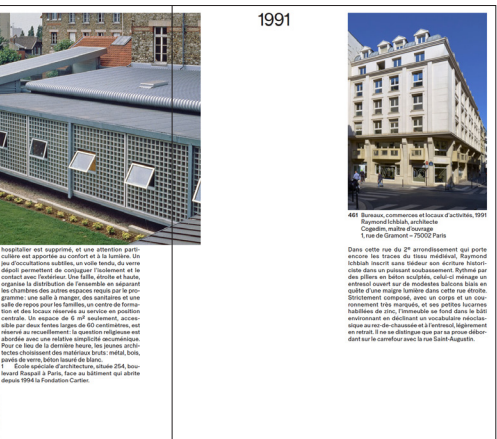 1991
hospitalier est supprimé, et une attention parti-
culière est apportée au confort et à la lumière. Un
jeu d'occultations subtiles, un voile tendu, du verre
dépoli permettent de conjuguer l'isolement et le
contact avec l'extérieur. Une faille, étroite et haute,
organise la distribution de l'ensemble en séparant
les chambres des autres espaces requis par le pro-
gramme : une salle à manger, des sanitaires et une
salle de repos pour les familles, un centre de forma-
tion et des locaux réservés au service en position
centrale. Un espace de 6 m² seulement, acces-
sible par deux fentes larges de 60 centimètres, est
réservé au recueillement: la question religieuse est
abordée avec une relative simplicité œcuménique.
Pour ce lieu de la dernière heure, les jeunes archi-
tectes choisissent des matériaux bruts : métal, bois,
pavés de verre, béton lasuré de blanc.
1 École spéciale d'architecture, située 254, bou-
levard Raspail à Paris, face au bâtiment qui abrite
depuis 1994 la Fondation Cartier.
461 Bureaux, commerces et locaux d'activités, 1991
Raymond Ichbiah, architecte
Cogedim, maître d'ouvrage
1, rue de Gramont – 75002 Paris
Dans cette rue du 2e arrondissement qui porte
encore les traces du tissu médiéval, Raymond
Ichbiah inscrit sans tiédeur son écriture histori-
ciste dans un puissant soubassement. Rythmé par
des piliers en béton sculptés, celui-ci ménage un
entresol ouvert sur de modestes balcons biais en
quête d'une maigre lumière dans cette rue étroite.
Strictement composé, avec un corps et un cou-
ronnement très marqués, et ses petites lucarnes
habillées de zinc, l'immeuble se fond dans le bâti
environnant en déclinant un vocabulaire néoclas-
sique au rez-de-chaussée et à l'entresol, légèrement
en retrait. Il ne se distingue que par sa proue débor-
dant sur le carrefour avec la rue Saint-Augustin.